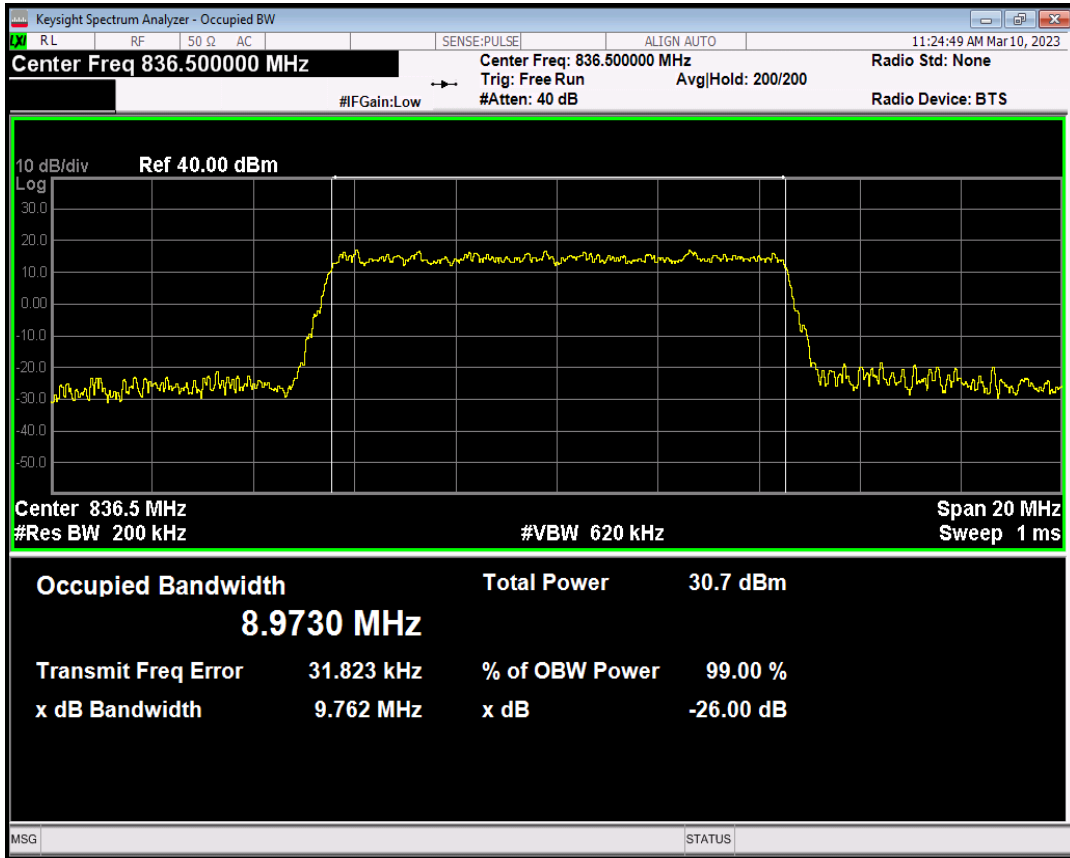 Keysight Spectrum Analyzer - Occupied BW
LXI RL RF 50 Ω AC SENSE:PULSE ALIGN AUTO 11:24:49 AM Mar 10, 2023
Center Freq 836.500000 MHz Center Freq: 836.500000 MHz Radio Std: None
Trig: Free Run Avg|Hold: 200/200
#IFGain:Low #Atten: 40 dB Radio Device: BTS
10 dB/div Ref 40.00 dBm
Log
30.0
20.0
10.0
0.00
-10.0
-20.0
-30.0
-40.0
-50.0
Center 836.5 MHz Span 20 MHz
#Res BW 200 kHz #VBW 620 kHz Sweep 1 ms
Occupied Bandwidth Total Power 30.7 dBm
8.9730 MHz
Transmit Freq Error 31.823 kHz % of OBW Power 99.00 %
x dB Bandwidth 9.762 MHz x dB -26.00 dB
MSG STATUS